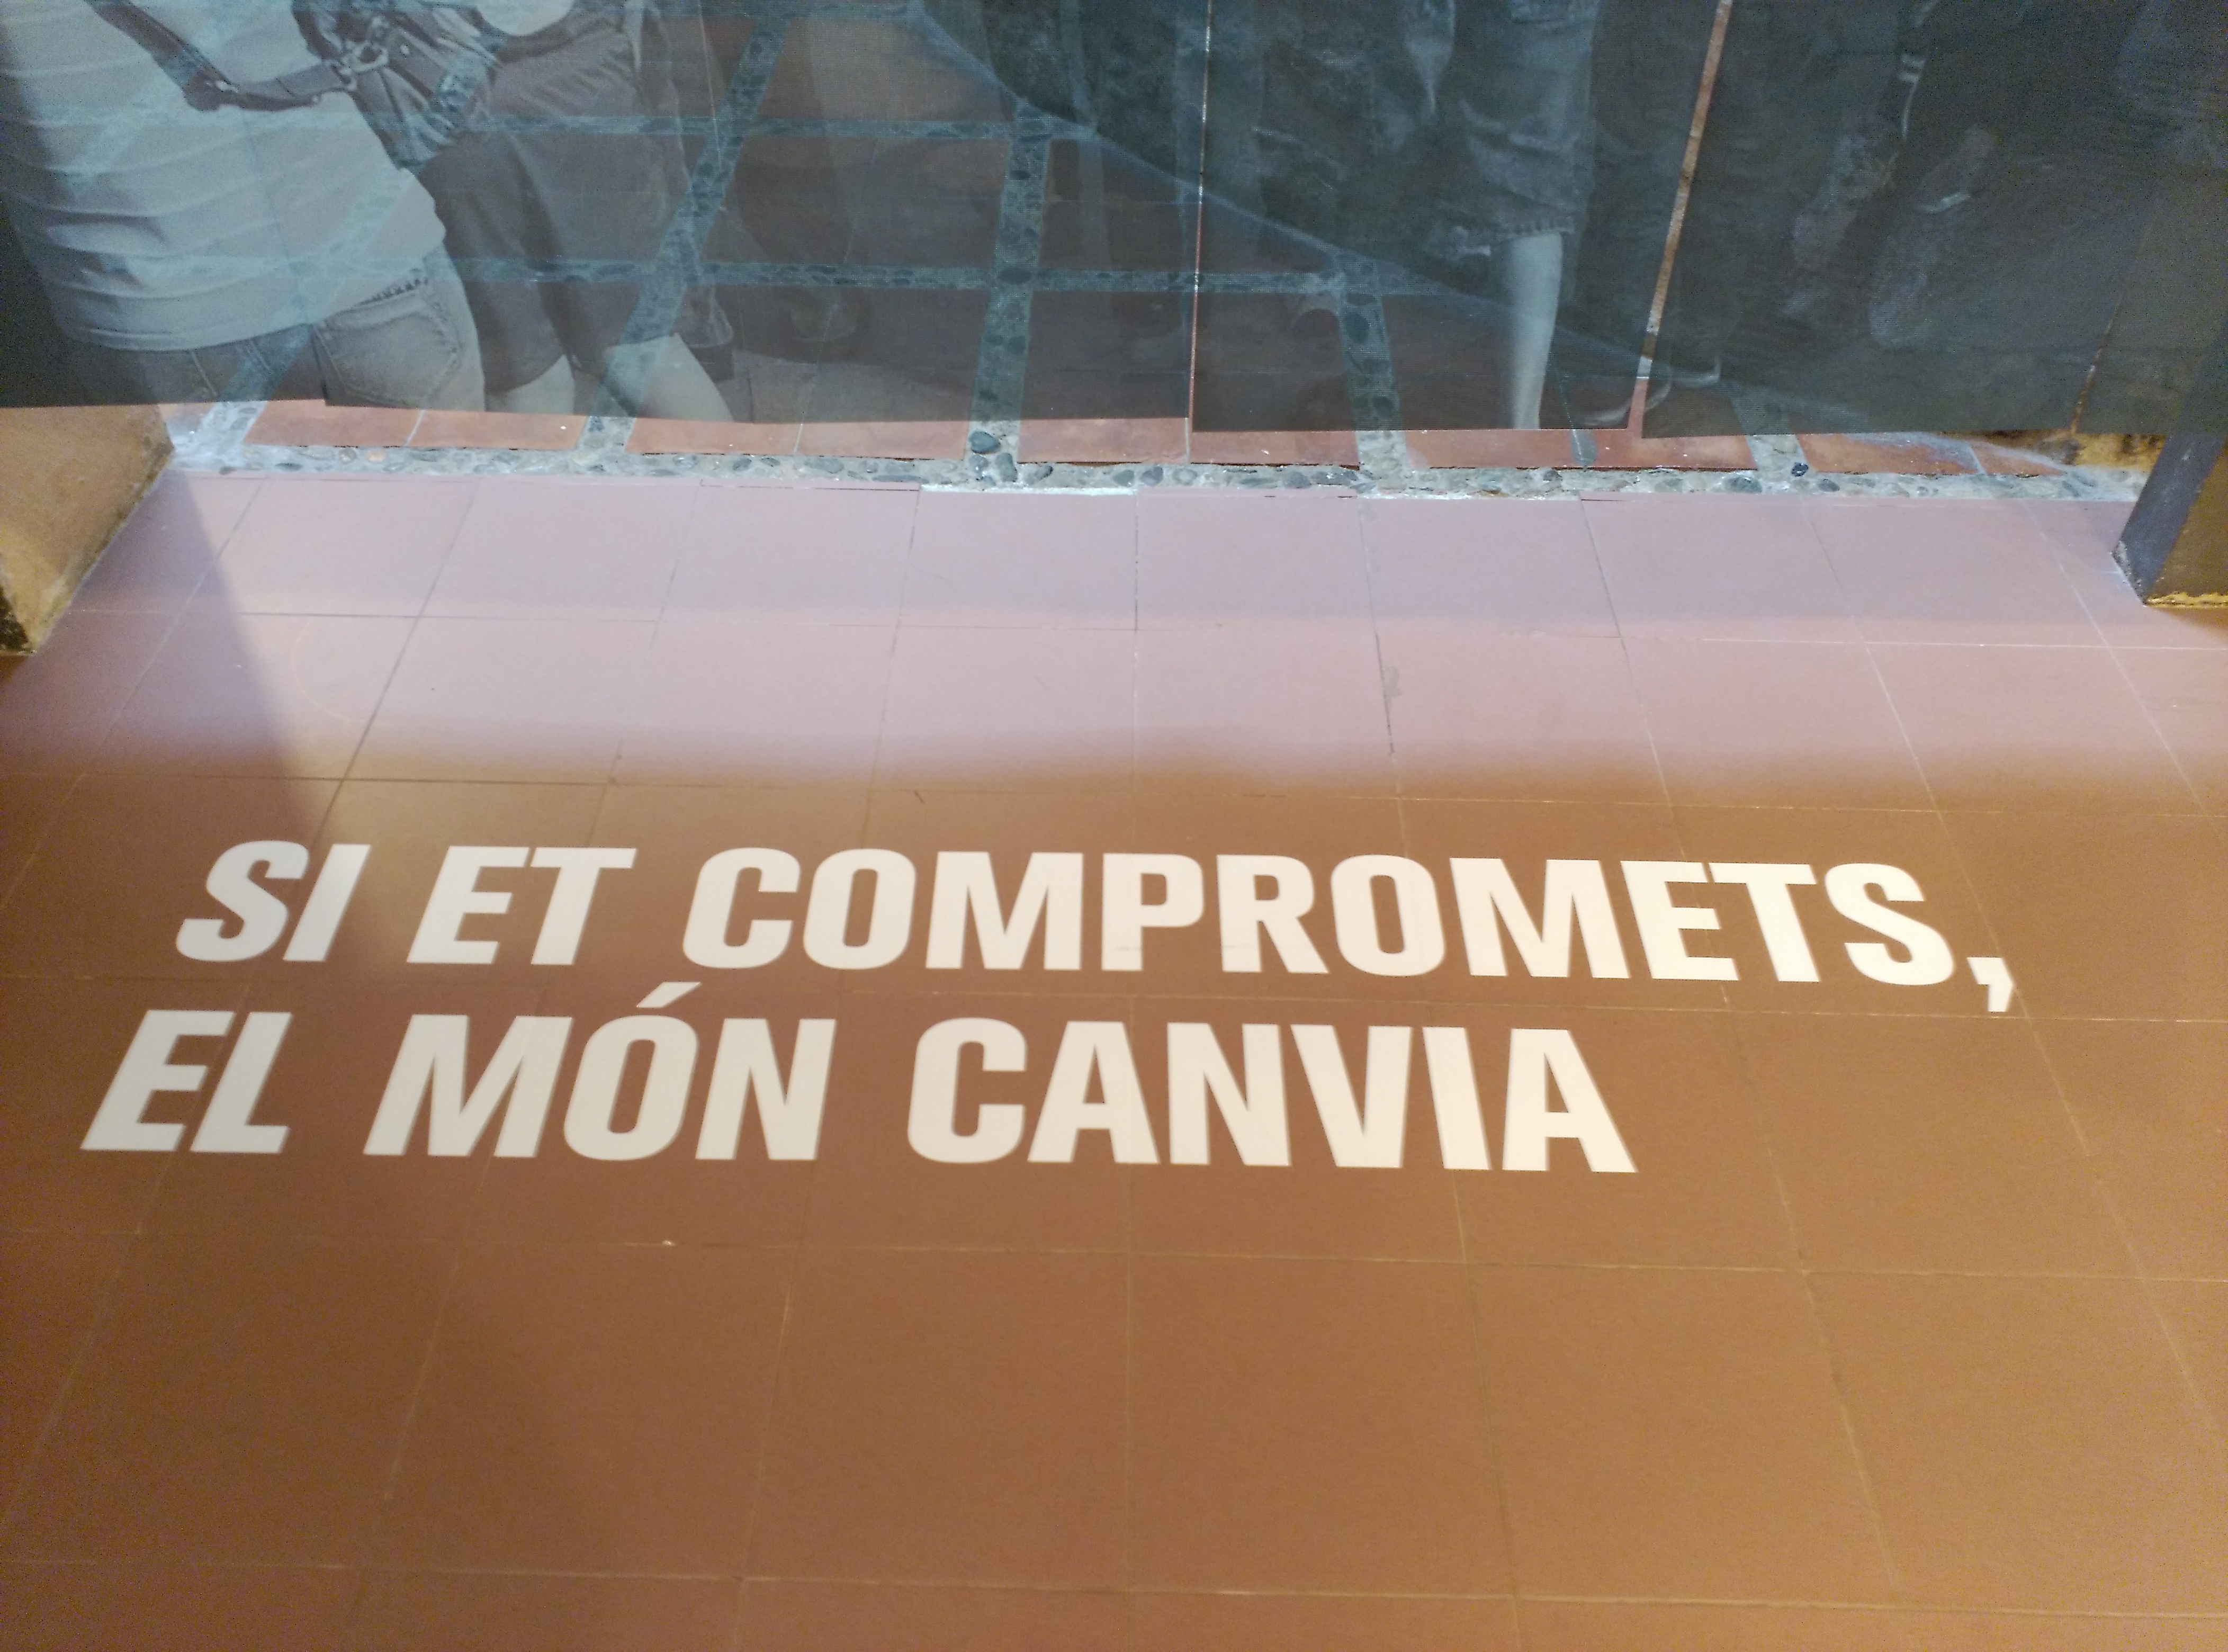 SI ET COMPROMETS,
EL MÓN CANVIA